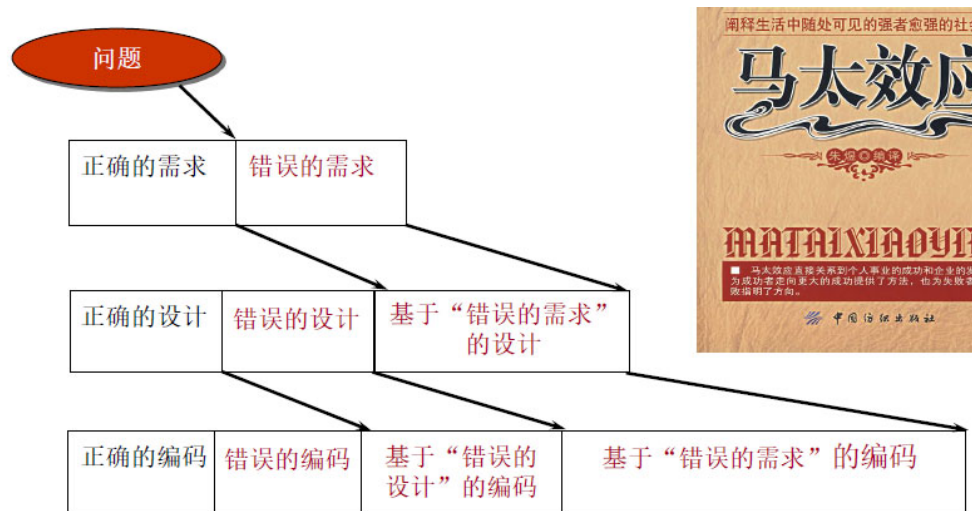 问题
阐释生活中随处可见的强者愈强的社
马太效应
朱烨◎编译
MATAIXIAOYI
■ 马太效应直接关系到个人事业的成功和企业的发
为成功者走向更大的成功提供了方法，也为失败者
败指明了方向。
中国纺织出版社
正确的需求
错误的需求
正确的设计
错误的设计
基于“错误的需求”
的设计
正确的编码
错误的编码
基于“错误的
设计”的编码
基于“错误的需求”的编码